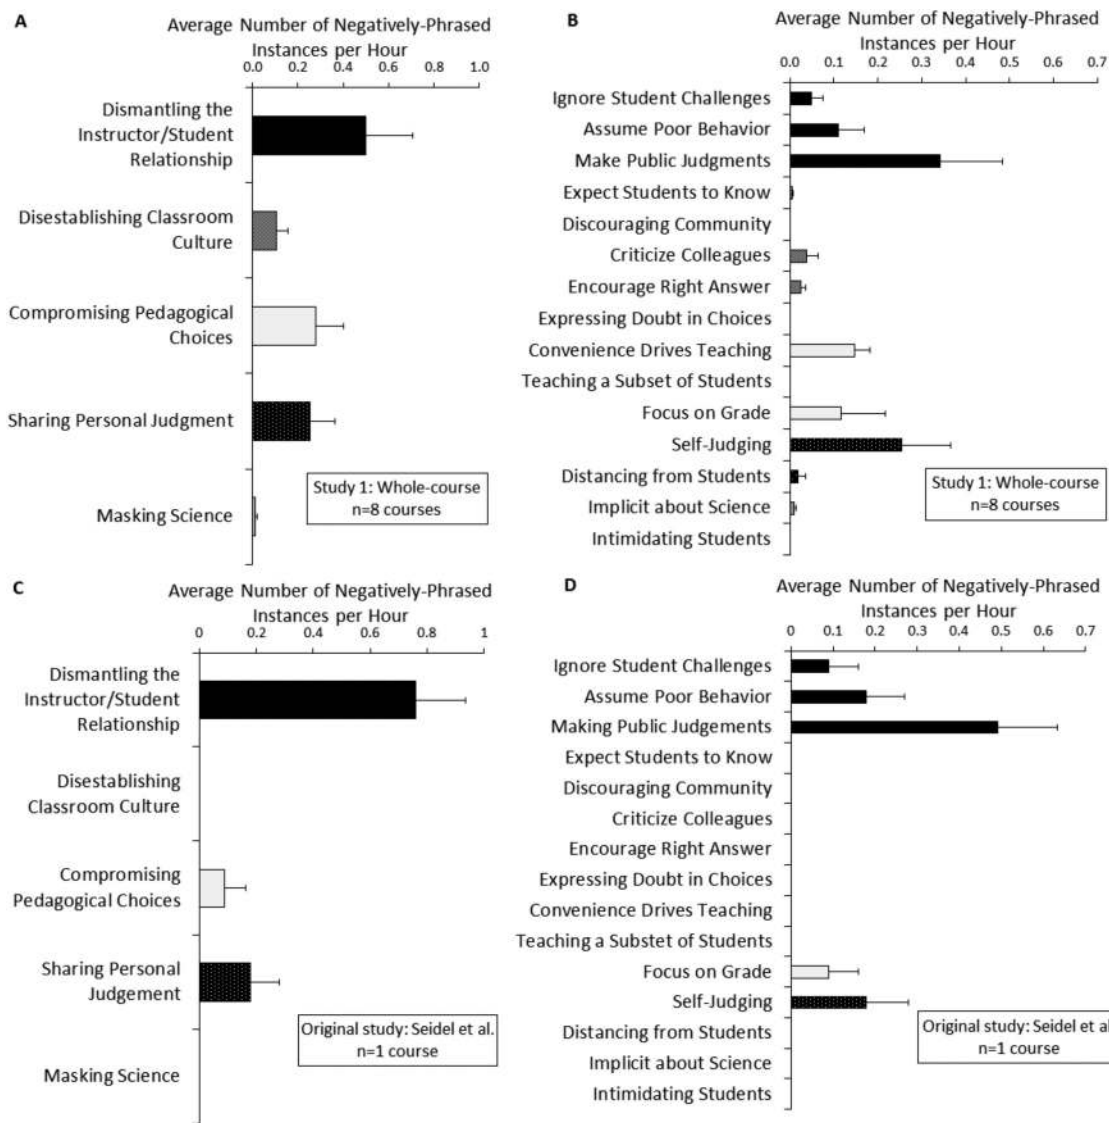 A
Average Number of Negatively-Phrased
Instances per Hour
0.0 0.2 0.4 0.6 0.8 1.0
Dismantling the
Instructor/Student
Relationship
Disestablishing Classroom
Culture
Compromising Pedagogical
Choices
Sharing Personal Judgment
Masking Science
Study 1: Whole-course
n=8 courses
B
Average Number of Negatively-Phrased
Instances per Hour
0.0 0.1 0.2 0.3 0.4 0.5 0.6 0.7
Ignore Student Challenges
Assume Poor Behavior
Make Public Judgments
Expect Students to Know
Discouraging Community
Criticize Colleagues
Encourage Right Answer
Expressing Doubt in Choices
Convenience Drives Teaching
Teaching a Subset of Students
Focus on Grade
Self-Judging
Distancing from Students
Implicit about Science
Intimidating Students
Study 1: Whole-course
n=8 courses
C
Average Number of Negatively-Phrased
Instances per Hour
0 0.2 0.4 0.6 0.8 1
Dismantling the
Instructor/Student
Relationship
Disestablishing
Classroom Culture
Compromising
Pedagogical Choices
Sharing Personal
Judgement
Masking Science
Original study: Seidel et al.
n=1 course
D
Average Number of Negatively-Phrased
Instances per Hour
0 0.1 0.2 0.3 0.4 0.5 0.6 0.7
Ignore Student Challenges
Assume Poor Behavior
Making Public Judgements
Expect Students to Know
Discouraging Community
Criticize Colleagues
Encourage Right Answer
Expressing Doubt in Choices
Convenience Drives Teaching
Teaching a Substet of Students
Focus on Grade
Self-Judging
Distancing from Students
Implicit about Science
Intimidating Students
Original study: Seidel et al
n=1 course